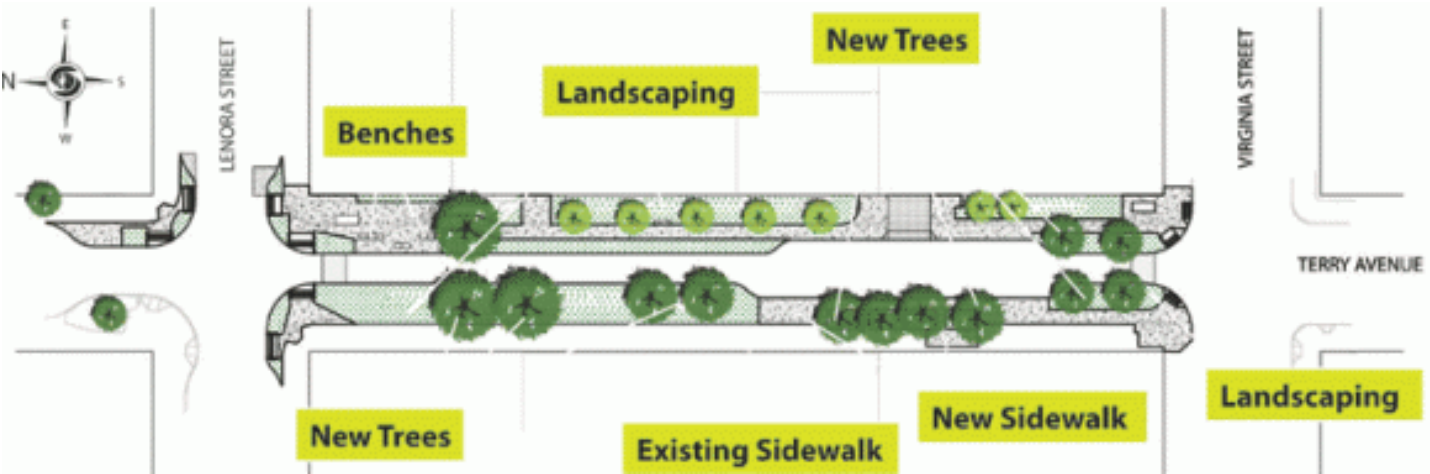 E
N
S
W
LENORA STREET
Benches
Landscaping
New Trees
VIRGINIA STREET
TERRY AVENUE
New Trees
Existing Sidewalk
New Sidewalk
Landscaping